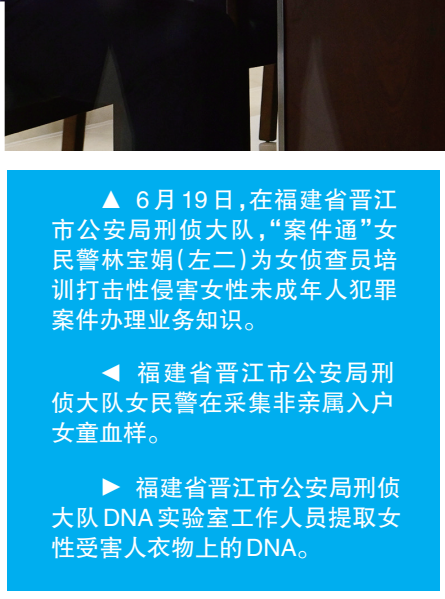 ▲ 6月19日,在福建省晋江
市公安局刑侦大队,“案件通”女
民警林宝娟(左二)为女侦查员培
训打击性侵害女性未成年人犯罪
案件办理业务知识。
◀ 福建省晋江市公安局刑
侦大队女民警在采集非亲属入户
女童血样。
▶ 福建省晋江市公安局刑侦
大队DNA实验室工作人员提取女
性受害人衣物上的DNA。